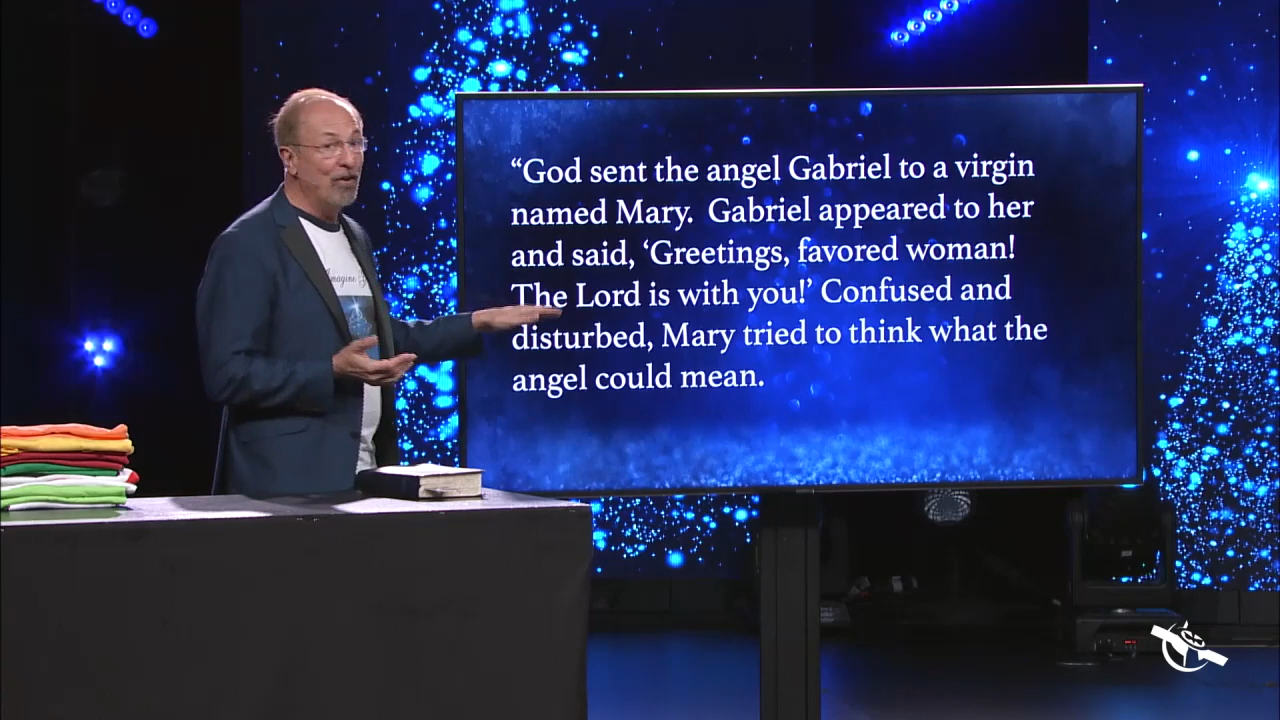 “God sent the angel Gabriel to a virgin
named Mary.  Gabriel appeared to her
and said, ‘Greetings, favored woman!
The Lord is with you!’ Confused and
disturbed, Mary tried to think what the
angel could mean.